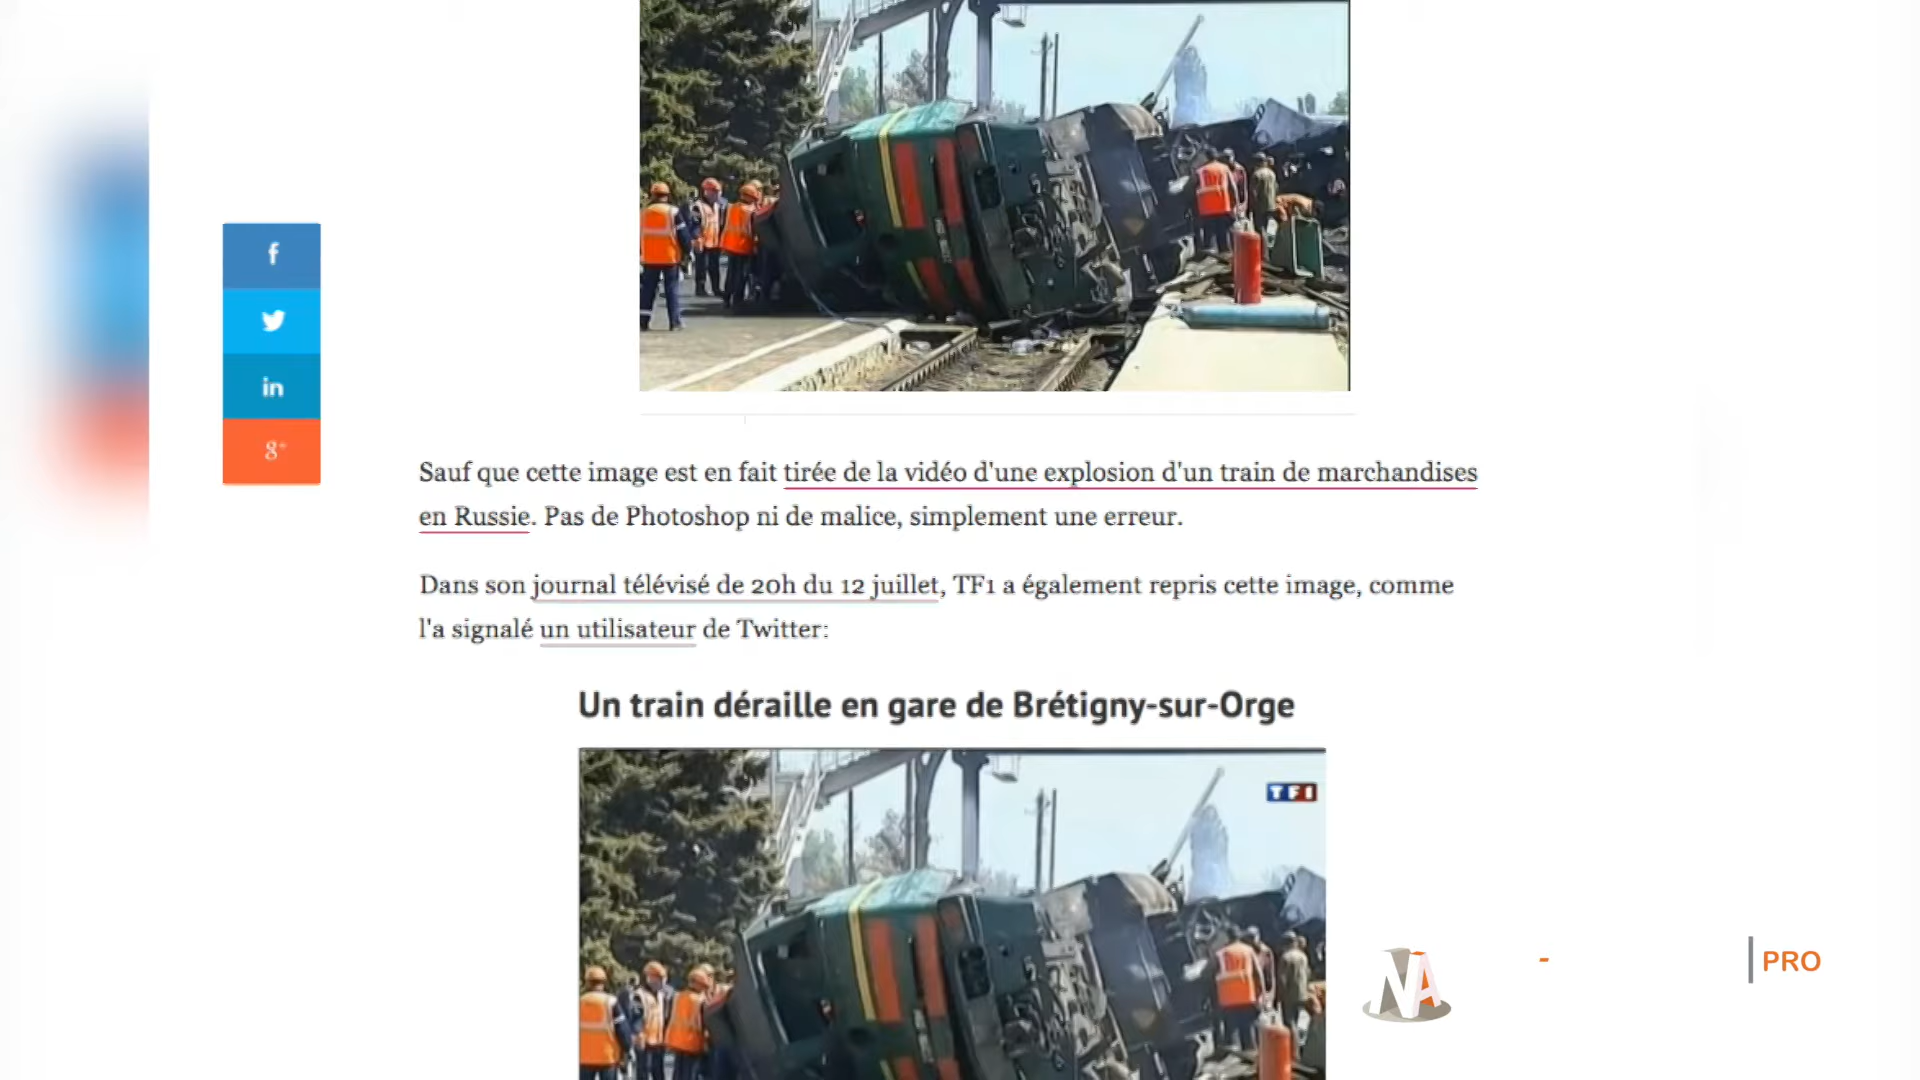 f
in
g+
Sauf que cette image est en fait tirée de la vidéo d'une explosion d'un train de marchandises
en Russie. Pas de Photoshop ni de malice, simplement une erreur.
Dans son journal télévisé de 20h du 12 juillet, TF1 a également repris cette image, comme
l'a signalé un utilisateur de Twitter:
Un train déraille en gare de Brétigny-sur-Orge
TF1
NA
- | PRO